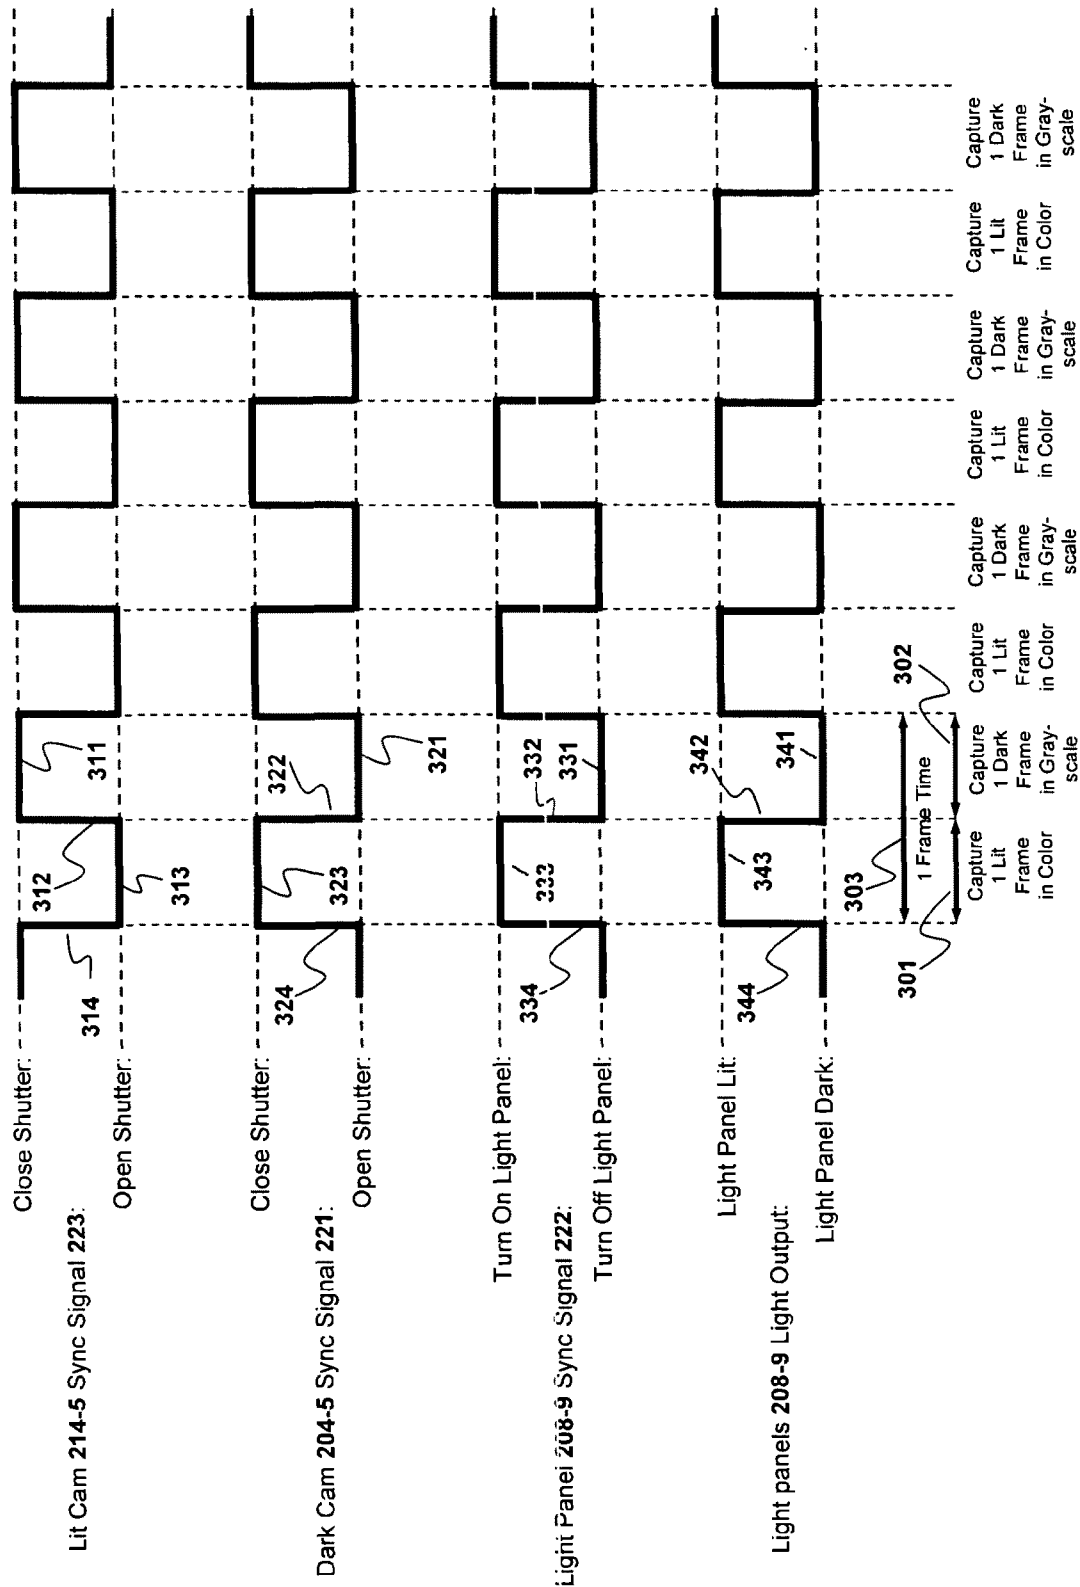 Close Shutter:
Lit Cam 214-5 Sync Signal 223:
Open Shutter:
314
312
313
311
Close Shutter:
Dark Cam 204-5 Sync Signal 221:
Open Shutter:
324
323
322
321
Turn On Light Panel:
Light Panel 208-9 Sync Signal 222:
Turn Off Light Panel:
334
333
332
331
Light Panel Lit:
Light panels 208-9 Light Output:
Light Panel Dark:
344
343
342
341
303
1 Frame Time
301
302
Capture
1 Lit
Frame
in Color
Capture
1 Dark
Frame
in Gray-
scale
Capture
1 Lit
Frame
in Color
Capture
1 Dark
Frame
in Gray-
scale
Capture
1 Lit
Frame
in Color
Capture
1 Dark
Frame
in Gray-
scale
Capture
1 Lit
Frame
in Color
Capture
1 Dark
Frame
in Gray-
scale